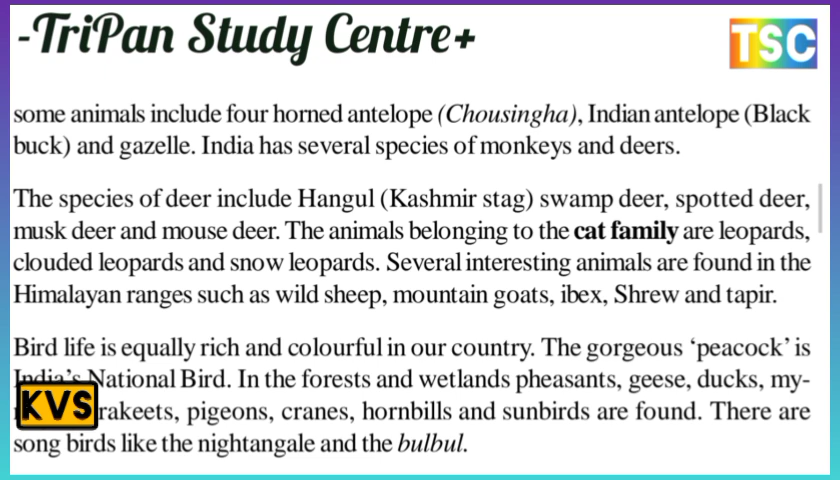 -TriPan Study Centre+
TSC
some animals include four horned antelope (Chousingha), Indian antelope (Black
buck) and gazelle. India has several species of monkeys and deers.
The species of deer include Hangul (Kashmir stag) swamp deer, spotted deer,
musk deer and mouse deer. The animals belonging to the cat family are leopards,
clouded leopards and snow leopards. Several interesting animals are found in the
Himalayan ranges such as wild sheep, mountain goats, ibex, Shrew and tapir.
Bird life is equally rich and colourful in our country. The gorgeous ‘peacock’ is
India's National Bird. In the forests and wetlands pheasants, geese, ducks, my-
KVS rakeets, pigeons, cranes, hornbills and sunbirds are found. There are
song birds like the nightangale and the bulbul.